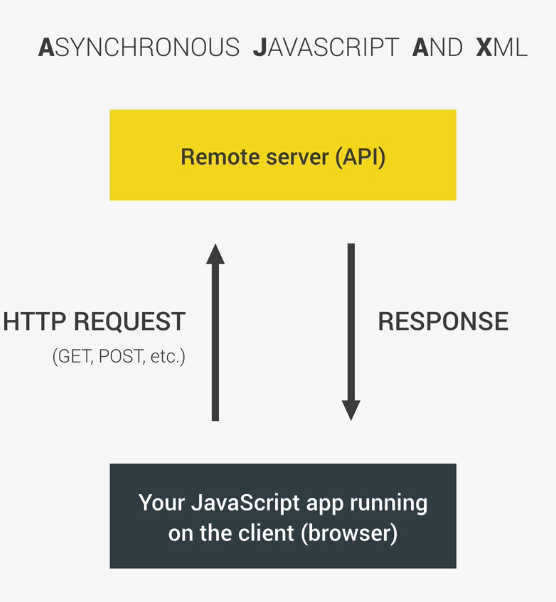 ASYNCHRONOUS JAVASCRIPT AND XML
Remote server (API)
HTTP REQUEST
(GET, POST, etc.)
RESPONSE
Your JavaScript app running
on the client (browser)